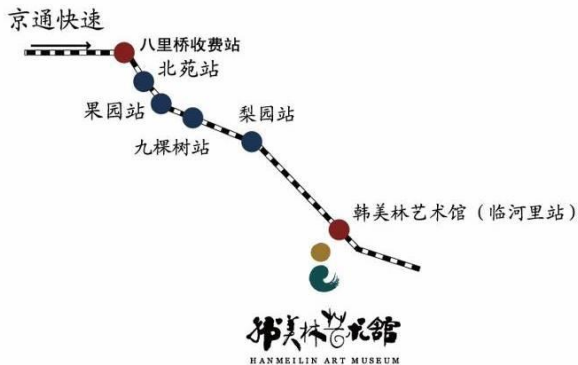 京通快速
八里桥收费站
北苑站
果园站
九棵树站
梨园站
韩美林艺术馆（临河里站）
韩美林艺术馆
HANMEILIN ART MUSEUM